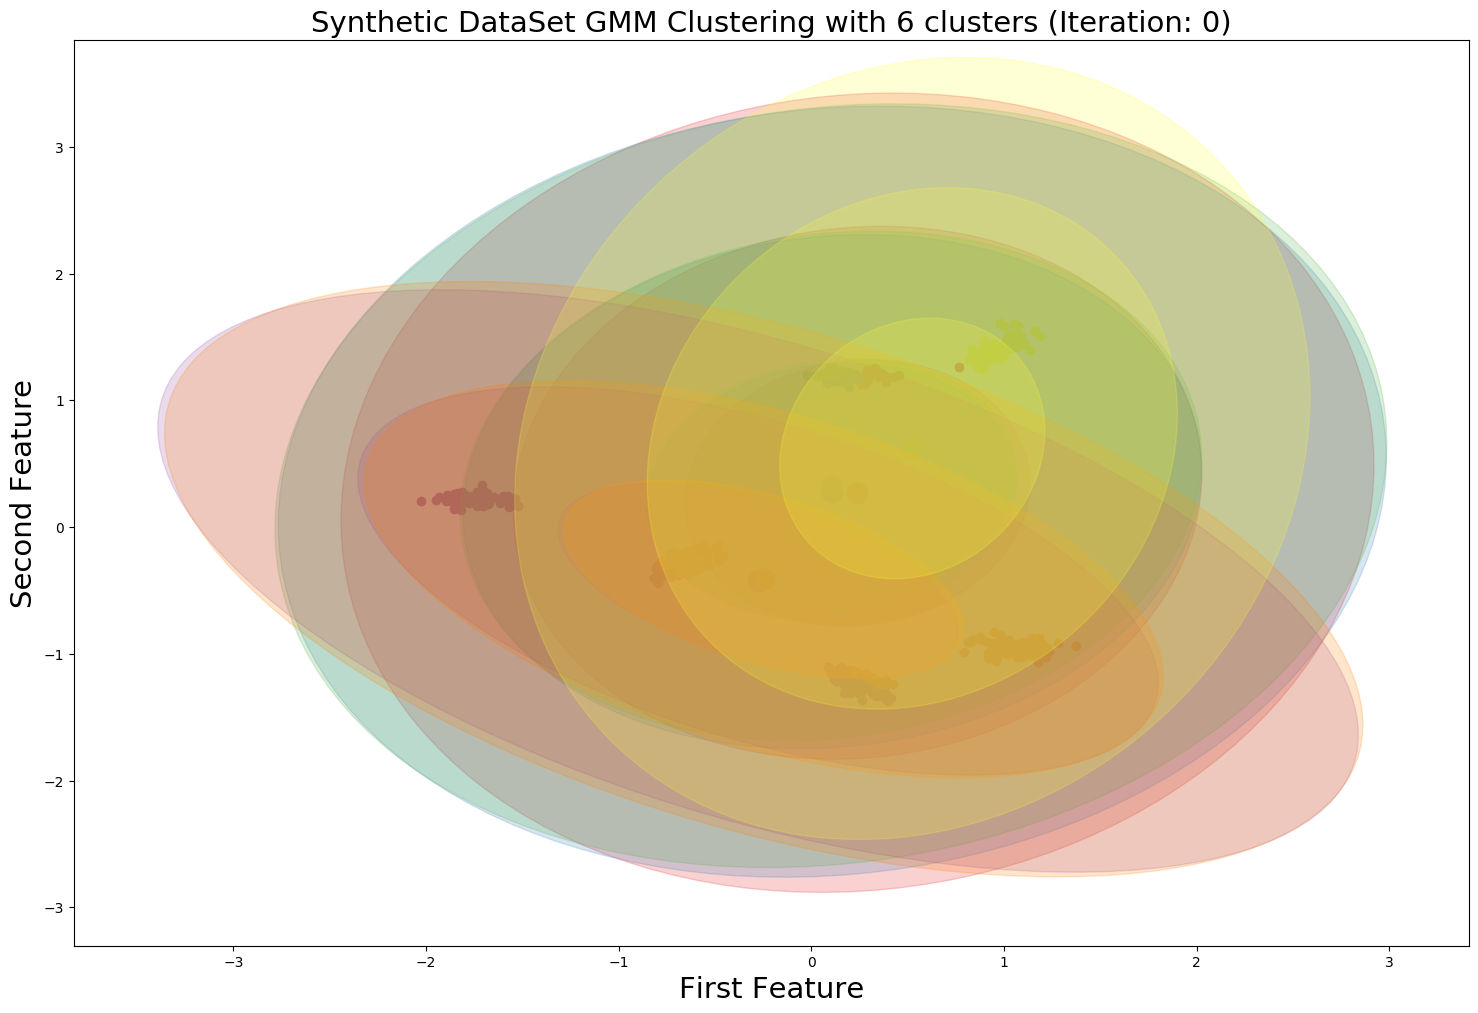 Synthetic DataSet GMM Clustering with 6 clusters (Iteration: 0)
3
2
1
0
−1
−2
−3
Second Feature
−3 −2 −1 0 1 2 3
First Feature